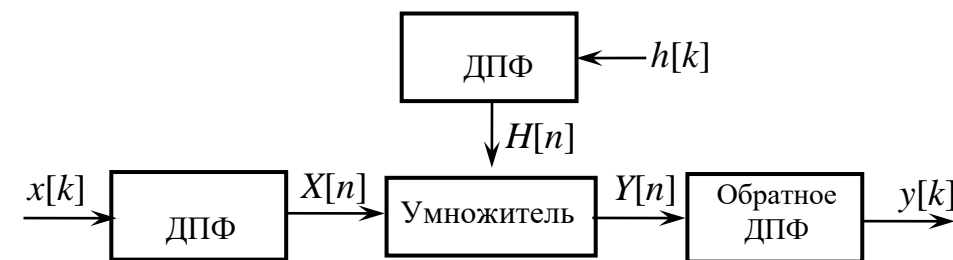 ДПФ
h[k]
H[n]
x[k]
ДПФ
X[n]
Умножитель
Y[n]
Обратное
ДПФ
y[k]